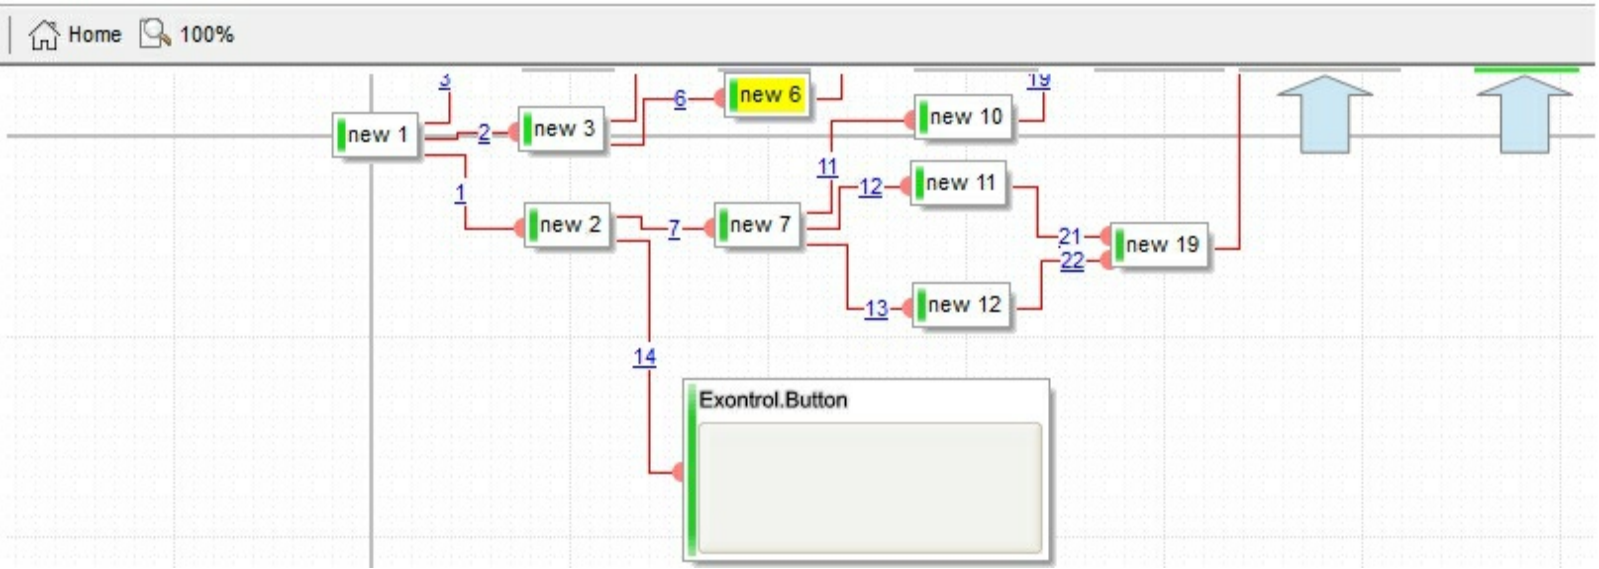 Home 100%
3
19
new 6
6
new 10
new 1
2
new 3
11
12
new 11
1
new 2
7
new 7
21
new 19
22
13
new 12
14
Exontrol.Button